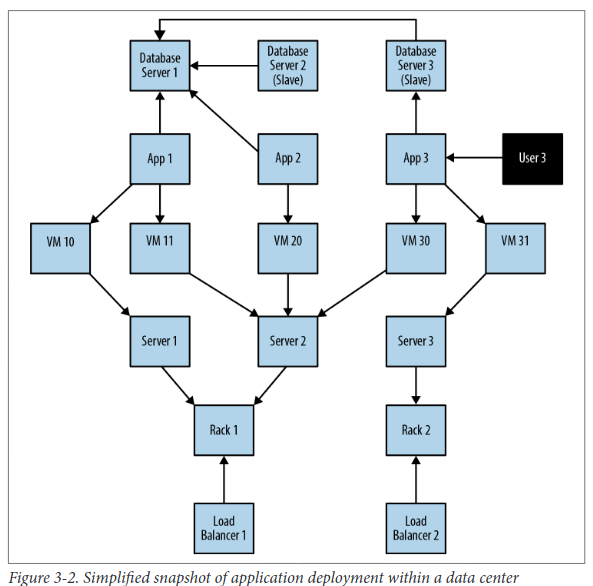 Database
Server 1
Database
Server 2
(Slave)
Database
Server 3
(Slave)
App 1
App 2
App 3
User 3
VM 10
VM 11
VM 20
VM 30
VM 31
Server 1
Server 2
Server 3
Rack 1
Rack 2
Load
Balancer 1
Load
Balancer 2
Figure 3-2. Simplified snapshot of application deployment within a data center